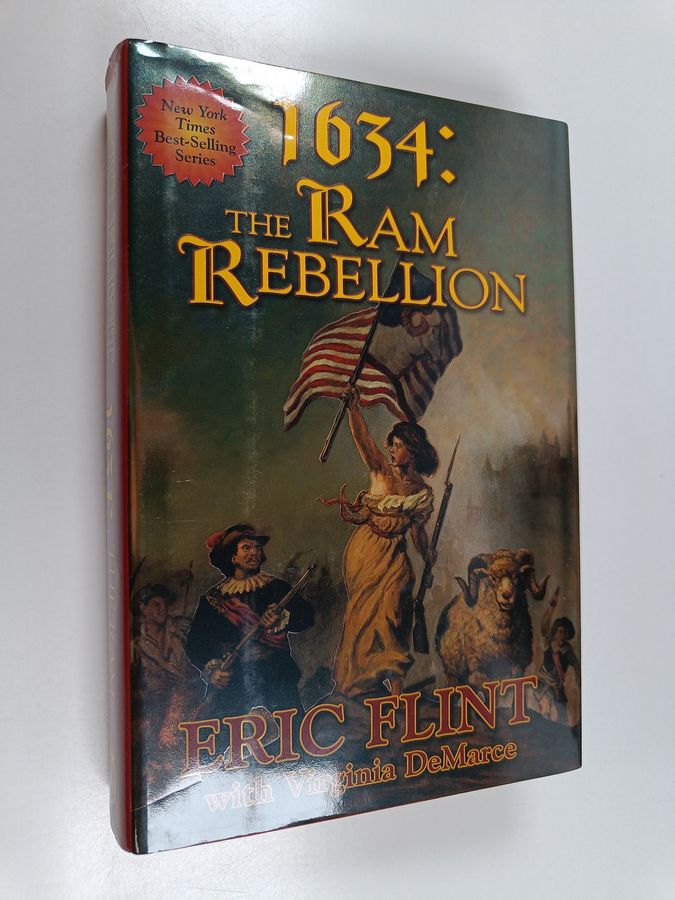 New York
Times
Best-Selling
Series
1634:
THE RAM
REBELLION
ERIC FLINT
with Virginia DeMarce